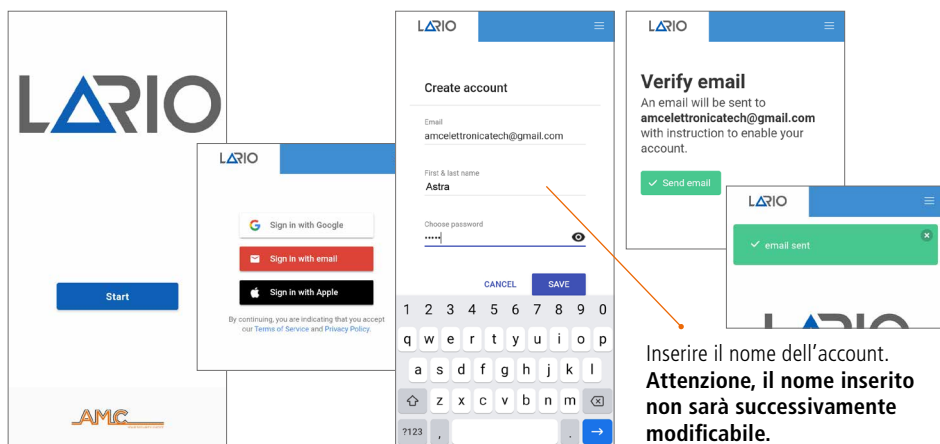 LARIO
Start
AMC
LARIO
Sign in with Google
Sign in with email
Sign in with Apple
By continuing, you are indicating that you accept
our Terms of Service and Privacy Policy.
LARIO
Create account
Email
amcelettronicatech@gmail.com
First & last name
Astra
Choose password
•••••
CANCEL
SAVE
1 2 3 4 5 6 7 8 9 0
q w e r t y u i o p
a s d f g h j k l
z x c v b n m
?123 , .
LARIO
Verify email
An email will be sent to
amcelettronicatech@gmail.com
with instruction to enable your
account.
Send email
LARIO
email sent
LARIO
Inserire il nome dell'account.
Attenzione, il nome inserito
non sarà successivamente
modificabile.